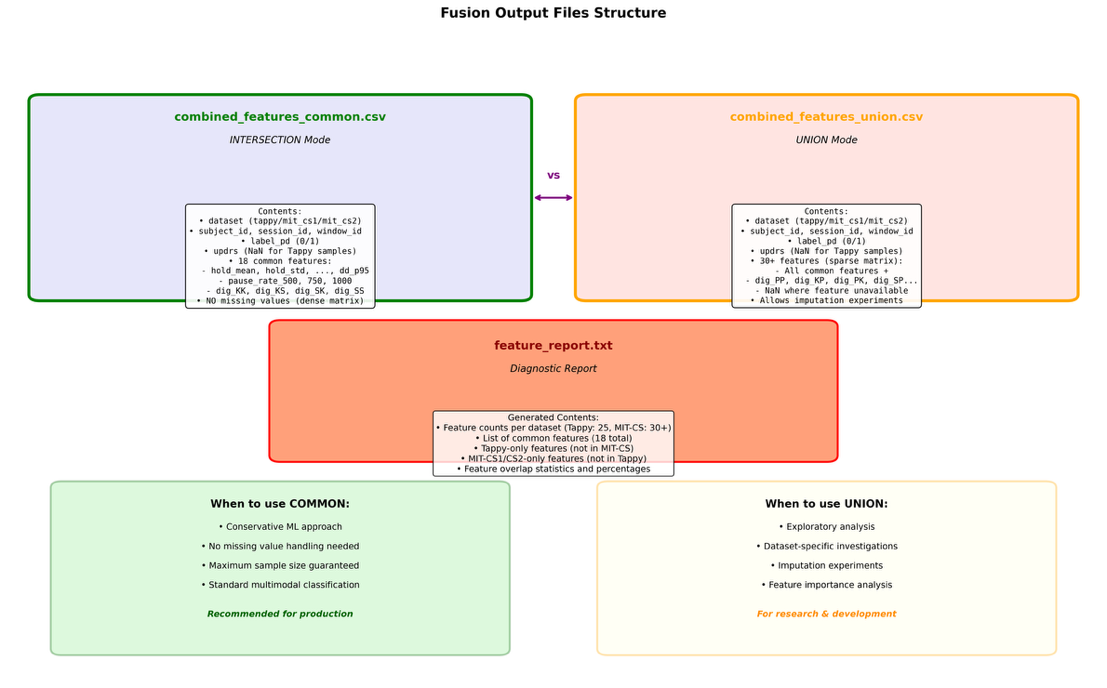 Fusion Output Files Structure
combined_features_common.csv
INTERSECTION Mode
Contents:
• dataset (tappy/mit_cs1/mit_cs2)
• subject_id, session_id, window_id
• label_pd (0/1)
• updrs (NaN for Tappy samples)
• 18 common features:
- hold_mean, hold_std, ..., dd_p95
- pause_rate_500, 750, 1000
- dig_KK, dig_KS, dig_SK, dig_SS
• NO missing values (dense matrix)
vs
combined_features_union.csv
UNION Mode
Contents:
• dataset (tappy/mit_cs1/mit_cs2)
• subject_id, session_id, window_id
• label_pd (0/1)
• updrs (NaN for Tappy samples)
• 30+ features (sparse matrix):
- All common features +
- dig_PP, dig_KP, dig_PK, dig_SP...
- NaN where feature unavailable
• Allows imputation experiments
feature_report.txt
Diagnostic Report
Generated Contents:
• Feature counts per dataset (Tappy: 25, MIT-CS: 30+)
• List of common features (18 total)
• Tappy-only features (not in MIT-CS)
• MIT-CS1/CS2-only features (not in Tappy)
• Feature overlap statistics and percentages
When to use COMMON:
• Conservative ML approach
• No missing value handling needed
• Maximum sample size guaranteed
• Standard multimodal classification
Recommended for production
When to use UNION:
• Exploratory analysis
• Dataset-specific investigations
• Imputation experiments
• Feature importance analysis
For research & development